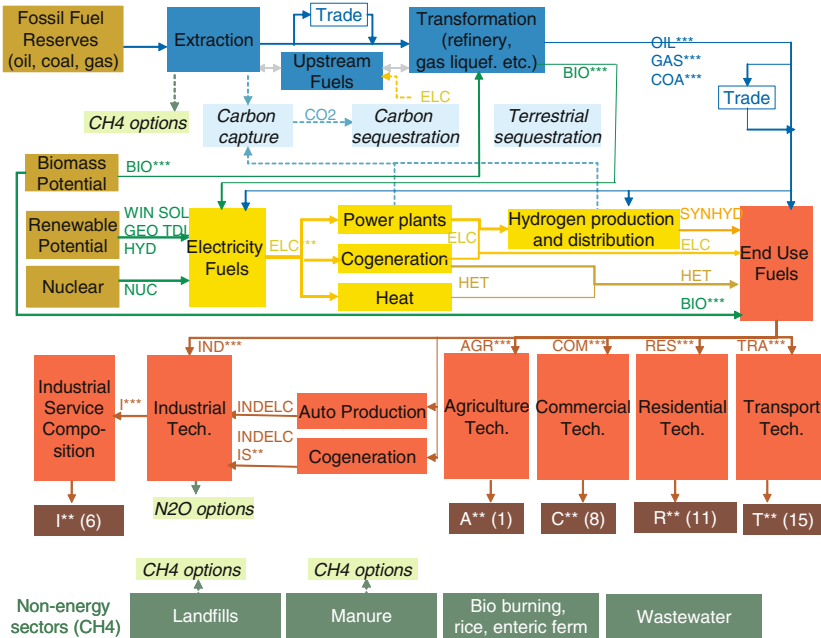 Fossil Fuel
Reserves
(oil, coal, gas)
Extraction
Trade
Transformation
(refinery,
gas liquef. etc.)
Upstream
Fuels
ELC
OIL***
GAS***
COA***
BIO***
Trade
CH4 options
Carbon
capture
CO2
Carbon
sequestration
Terrestrial
sequestration
Biomass
Potential
BIO***
Renewable
Potential
WIN SOL
GEO TDL
HYD
Nuclear
NUC
Electricity
Fuels
ELC***
Power plants
Cogeneration
Heat
ELC
HET
Hydrogen production
and distribution
SYNHYD
ELC
HET
BIO***
End Use
Fuels
IND***
AGR***
COM***
RES***
TRA***
Industrial
Service
Compo-
sition
I***
Industrial
Tech.
INDELC
Auto Production
INDELC
IS**
Cogeneration
Agriculture
Tech.
Commercial
Tech.
Residential
Tech.
Transport
Tech.
I** (6)
N2O options
A** (1)
C** (8)
R** (11)
T** (15)
CH4 options
CH4 options
Non-energy
sectors (CH4)
Landfills
Manure
Bio burning,
rice, enteric ferm
Wastewater